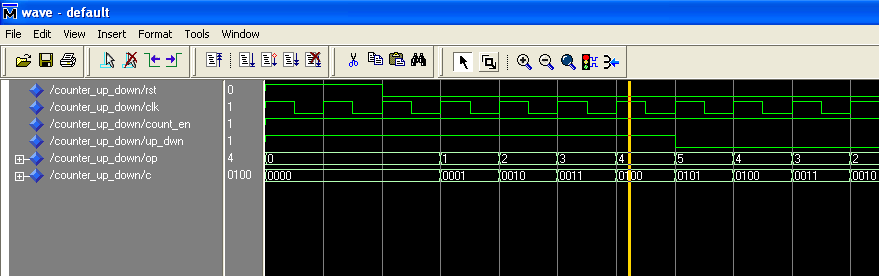 wave - default
File Edit View Insert Format Tools Window
/counter_up_down/rst 0
/counter_up_down/clk 1
/counter_up_down/count_en 1
/counter_up_down/up_dwn 1
/counter_up_down/op 4 0 1 2 3 4 5 4 3 2
/counter_up_down/c 0100 0000 0001 0010 0011 0100 0101 0100 0011 0010